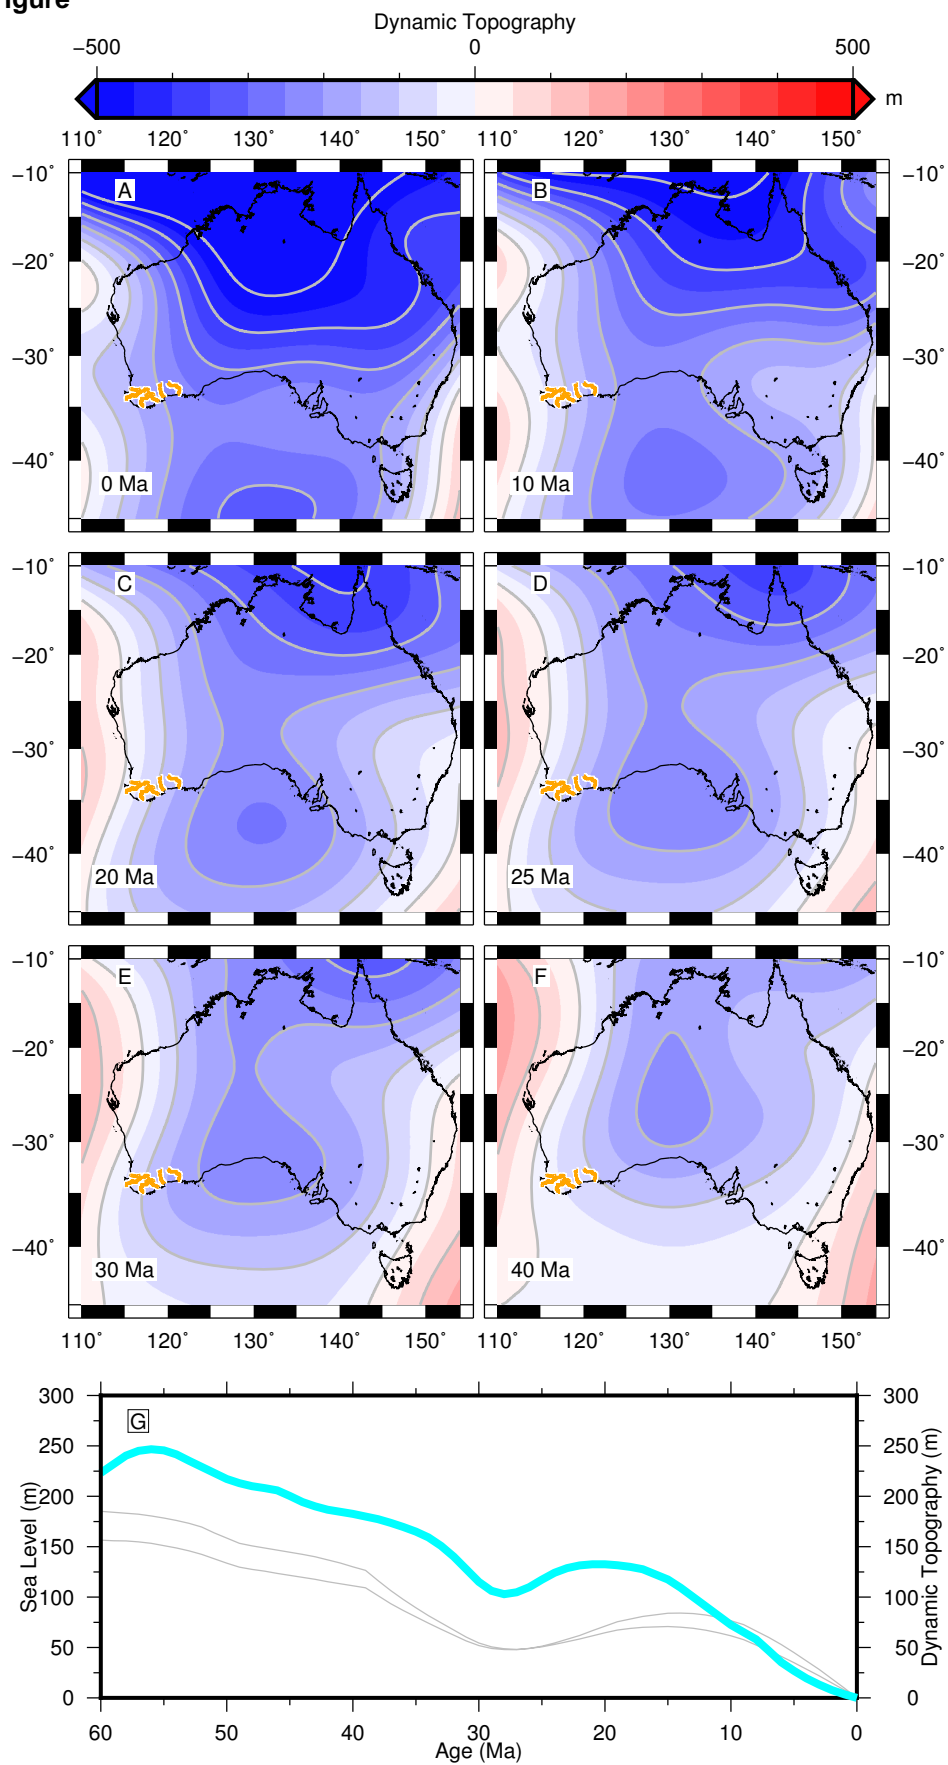 Dynamic Topography
−500 0 500
m
110˚ 120˚ 130 140˚ 150˚ 110˚ 120˚ 130˚ 140˚ 150˚
−10˚ A B −10˚
−20˚ −20˚
−30˚ −30˚
−40˚ −40˚
0 Ma 10 Ma
−10˚ C D −10˚
−20˚ −20˚
−30˚ −30˚
−40˚ −40˚
20 Ma 25 Ma
−10˚ E F −10˚
−20˚ −20˚
−30˚ −30˚
−40˚ −40˚
30 Ma 40 Ma
110˚ 120˚ 130˚ 140˚ 150˚ 110˚ 120˚ 130˚ 140˚ 150˚
300 300
G
250 250
200 200
150 150
100 100
50 50
0 0
Sea Level (m)
Dynamic Topography (m)
60 50 40 30 20 10 0
Age (Ma)